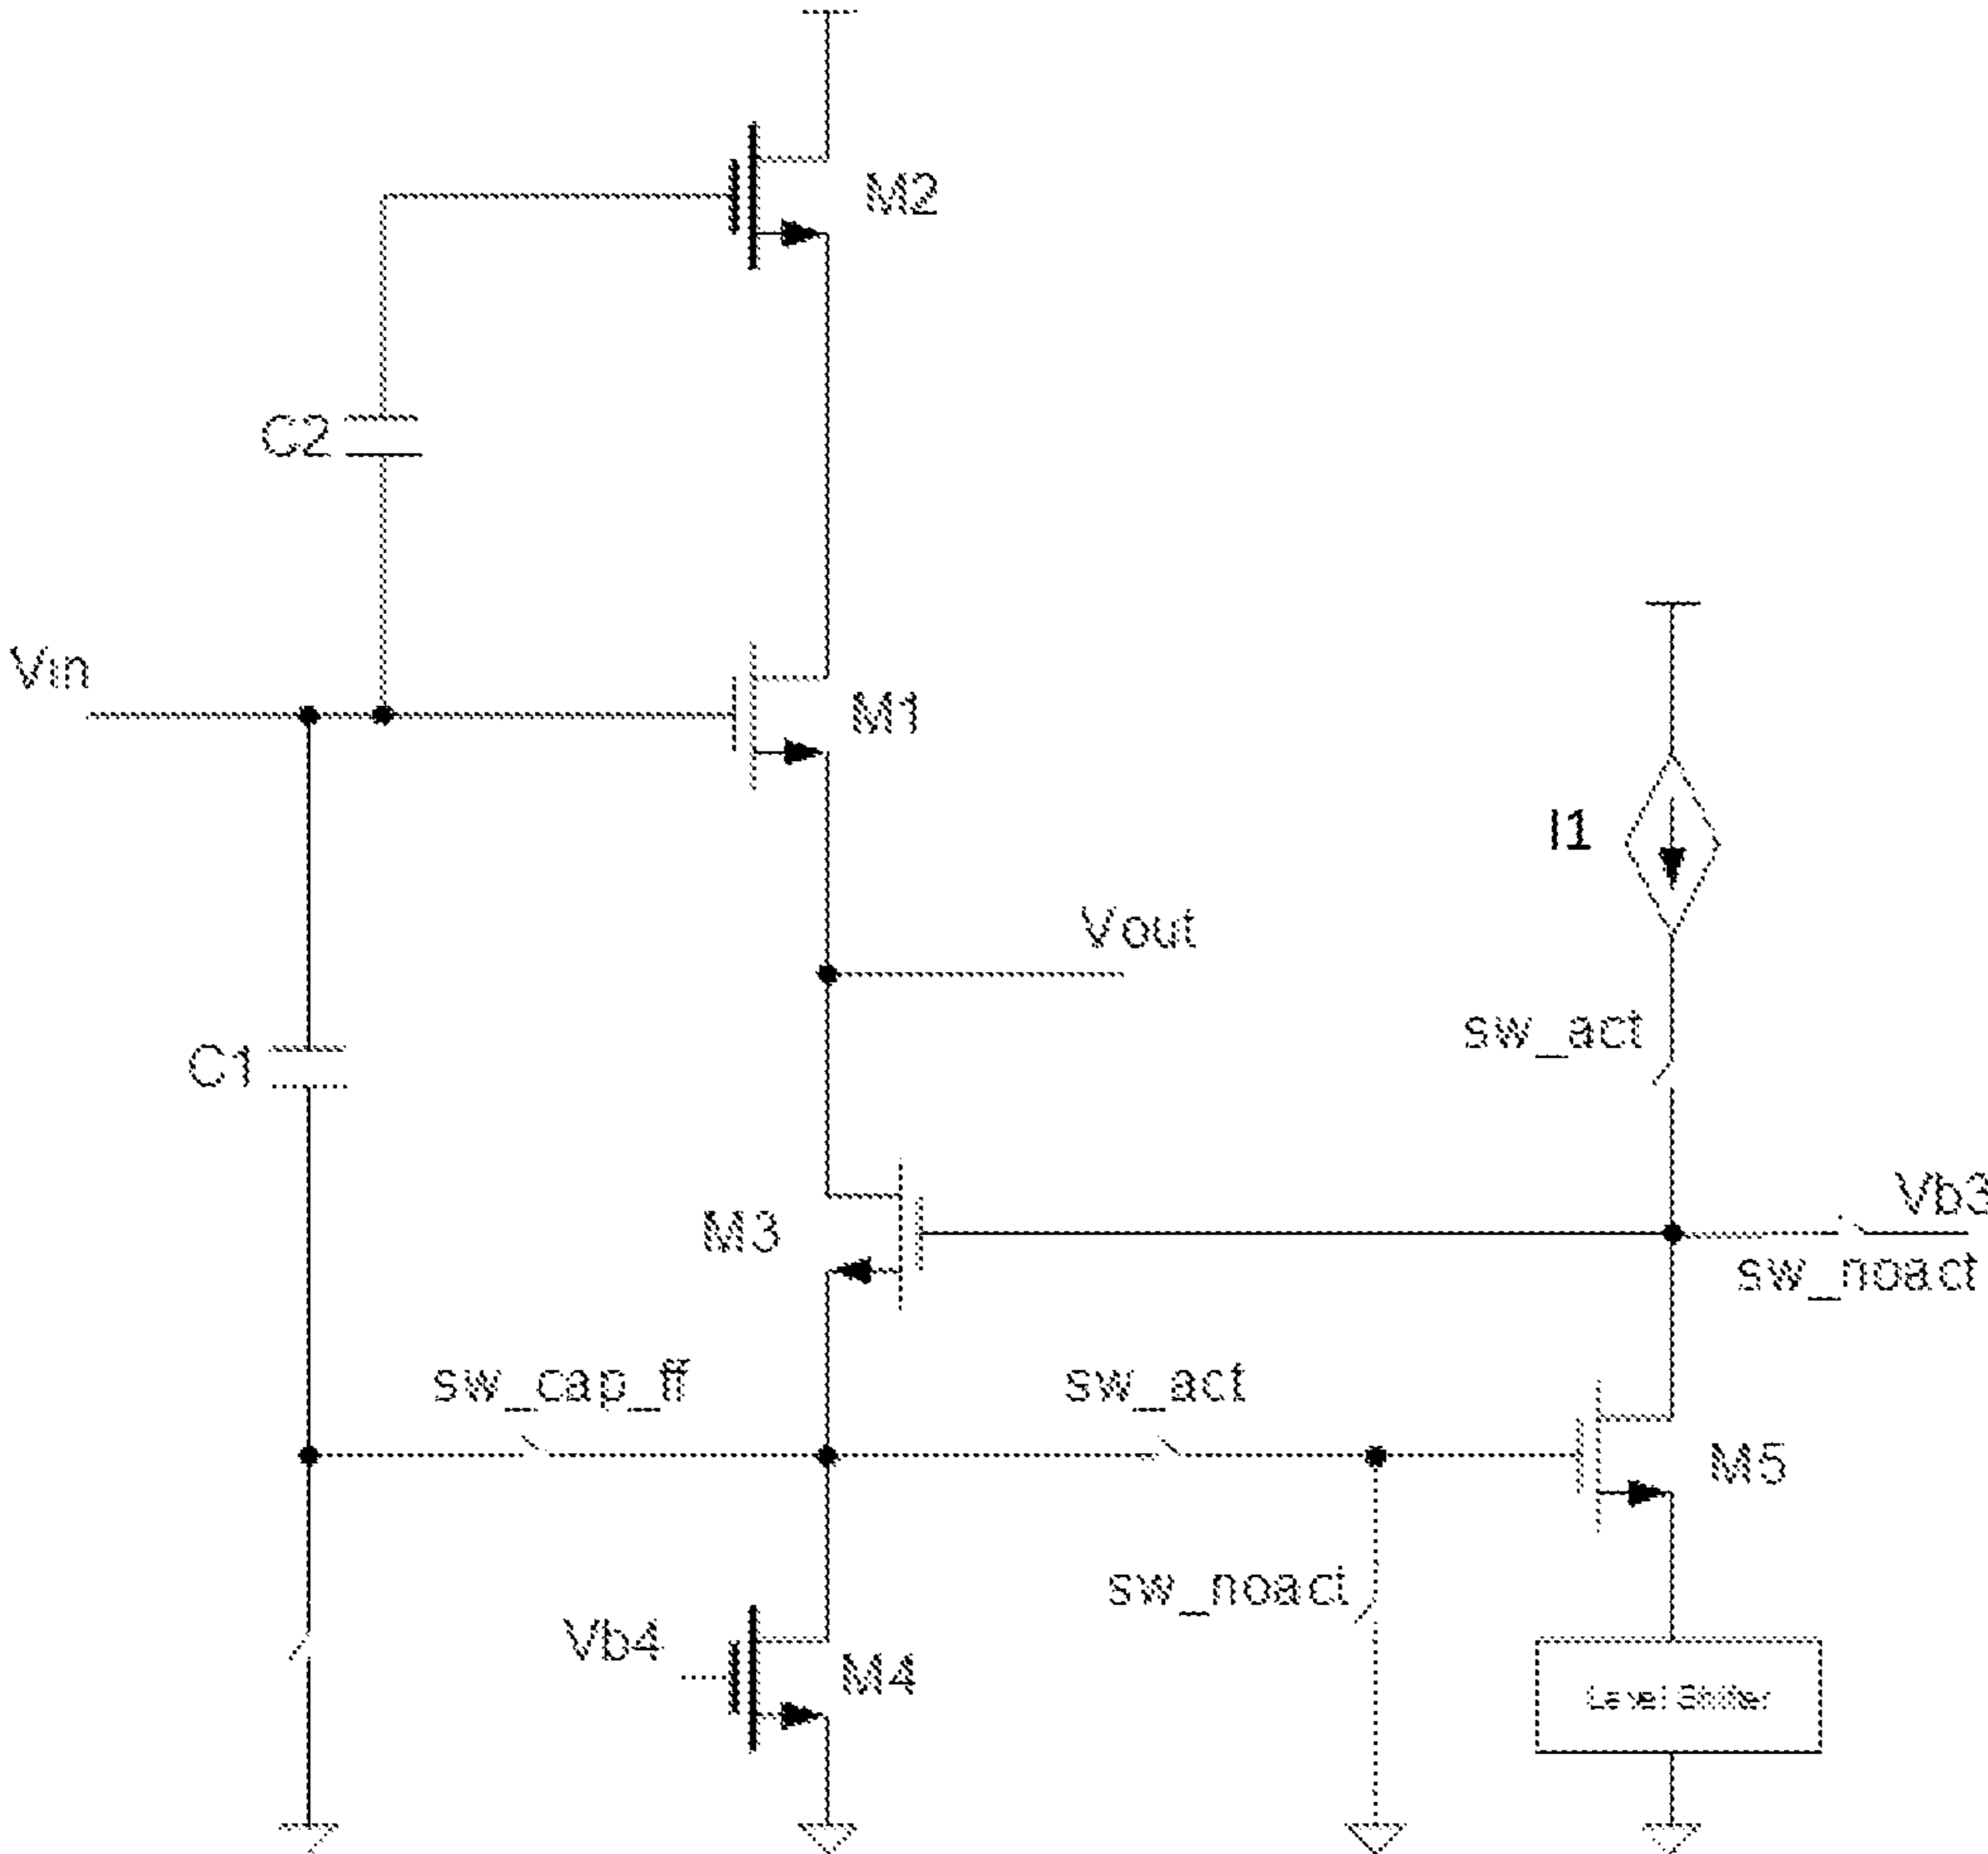 M2
C2
Vin
M1
I1
Vout
sw_act
C1
Vb3
M3
sw_noact
sw_cap_ff
sw_act
M5
sw_noact
Vb4
M4
Level Shifter